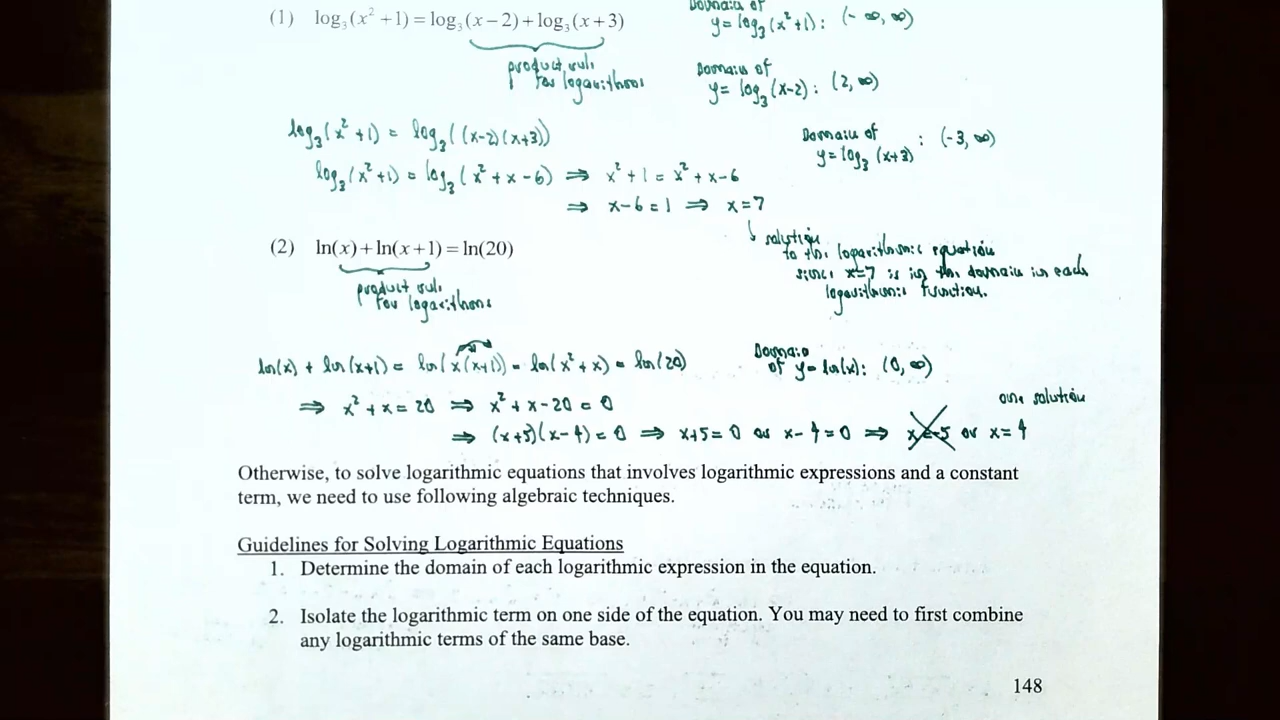 (1) log₃(x² + 1) = log₃(x − 2) + log₃(x + 3)
product rule
for logarithms
Domain of
y = log₃(x²+1) : (-∞, ∞)
Domain of
y = log₃(x-2) : (2, ∞)
Domain of
y = log₃(x+3) : (-3, ∞)
log₃(x² + 1) = log₃((x-2)(x+3))
log₃(x²+1) = log₃(x² + x - 6) ⇒ x² + 1 = x² + x - 6
⇒ x - 6 = 1 ⇒ x = 7
↳ solution
to the logarithmic equation
since x=7 is in the domain in each
logarithmic function.
(2) ln(x) + ln(x + 1) = ln(20)
product rule
for logarithms
ln(x) + ln(x+1) = ln(x(x+1)) = ln(x² + x) = ln(20)
Domain
of y = ln(x) : (0, ∞)
⇒ x² + x = 20 ⇒ x² + x - 20 = 0
one solution
⇒ (x+5)(x-4) = 0 ⇒ x+5 = 0 or x-4 = 0 ⇒ x=-5 or x=4
Otherwise, to solve logarithmic equations that involves logarithmic expressions and a constant
term, we need to use following algebraic techniques.
Guidelines for Solving Logarithmic Equations
1. Determine the domain of each logarithmic expression in the equation.
2. Isolate the logarithmic term on one side of the equation. You may need to first combine
any logarithmic terms of the same base.
148